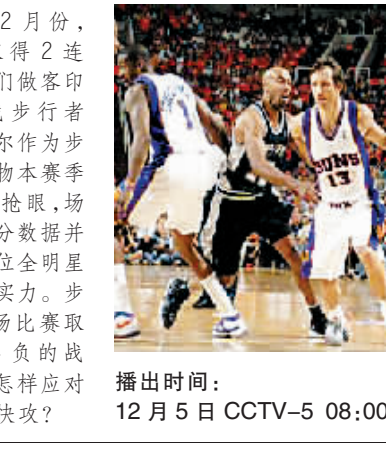 2 月份，
得 2 连
们做客印
步行者
尔作为步
物本赛季
抢眼，场
分数据并
位全明星
实力。步
场比赛取
负的战
怎样应对
快攻？
SUNS
13
播出时间：
12 月 5 日 CCTV-5 08:00